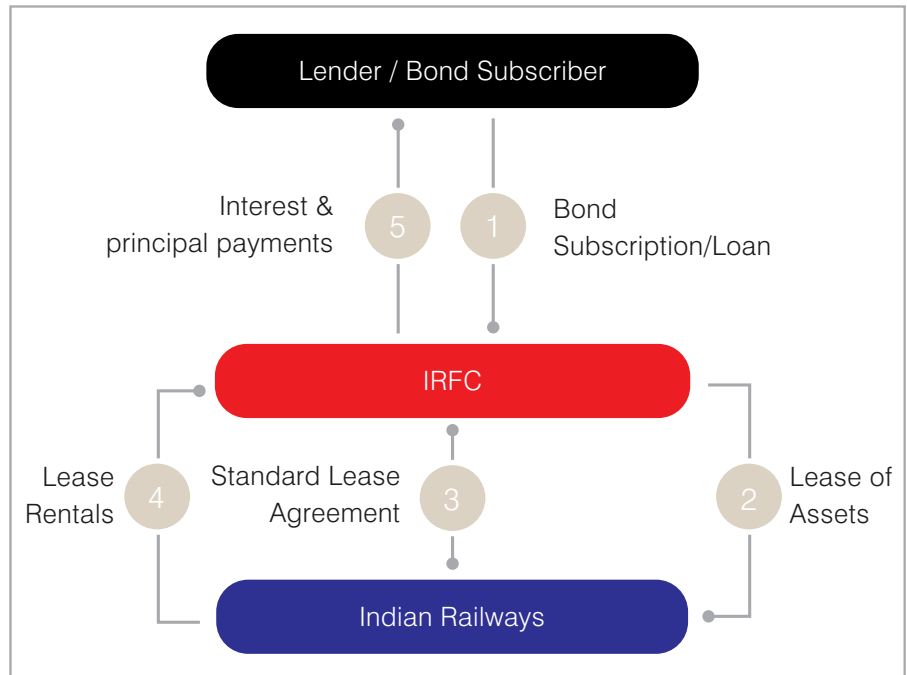 Lender / Bond Subscriber
Interest &
principal payments
5
1
Bond
Subscription/Loan
IRFC
Lease
Rentals
4
Standard Lease
Agreement
3
2
Lease of
Assets
Indian Railways